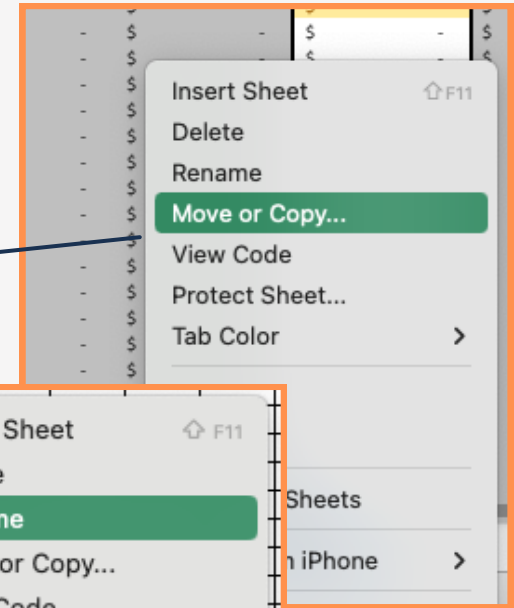 - $ - $ - $
- $
- $
- $
- $
- $
- $
- $
- $
- $
- $
- $
- $
- $
Insert Sheet ⇧F11
Delete
Rename
Move or Copy...
View Code
Protect Sheet...
Tab Color >
Sheets
iPhone >
Sheet ⇧ F11
or Copy...